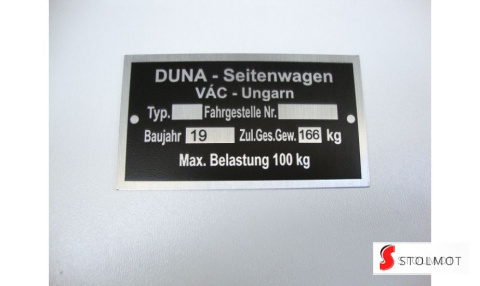 DUNA - Seitenwagen
VÁC - Ungarn
Typ. Fahrgestelle Nr.
Baujahr 19 Zul.Ges.Gew. 166 kg
Max. Belastung 100 kg
STOLMOT